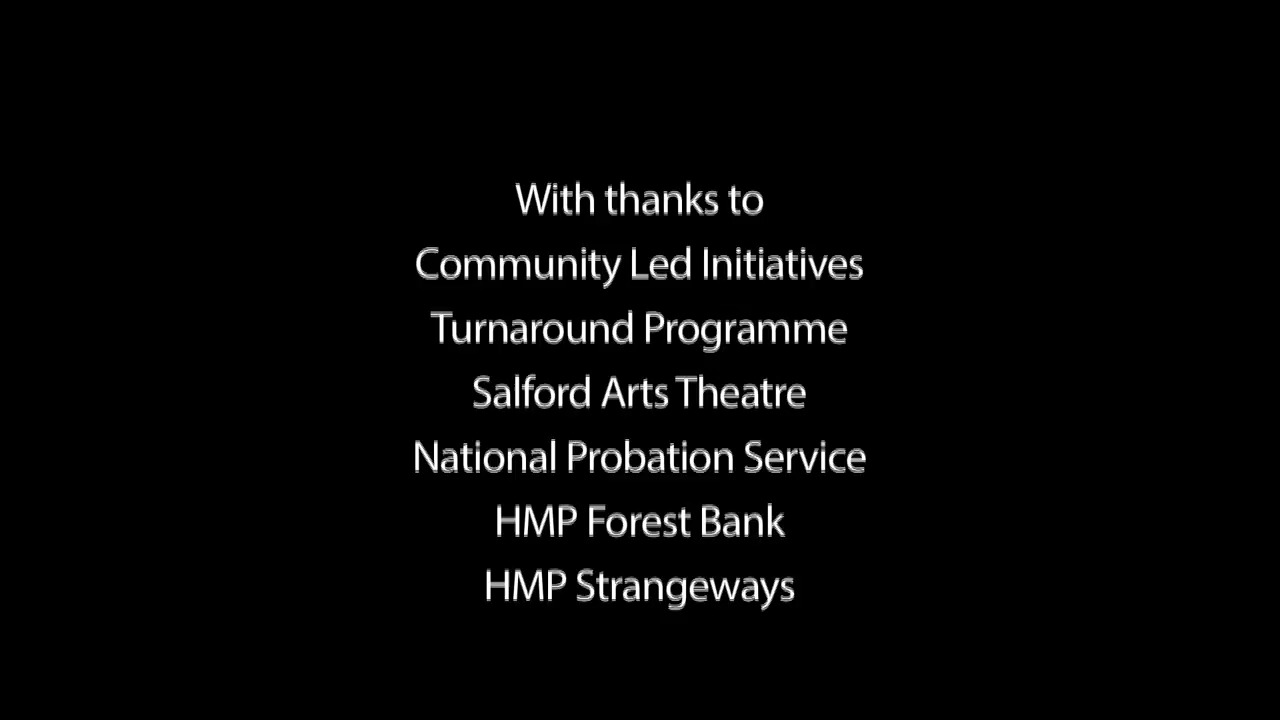 With thanks to
Community Led Initiatives
Turnaround Programme
Salford Arts Theatre
National Probation Service
HMP Forest Bank
HMP Strangeways